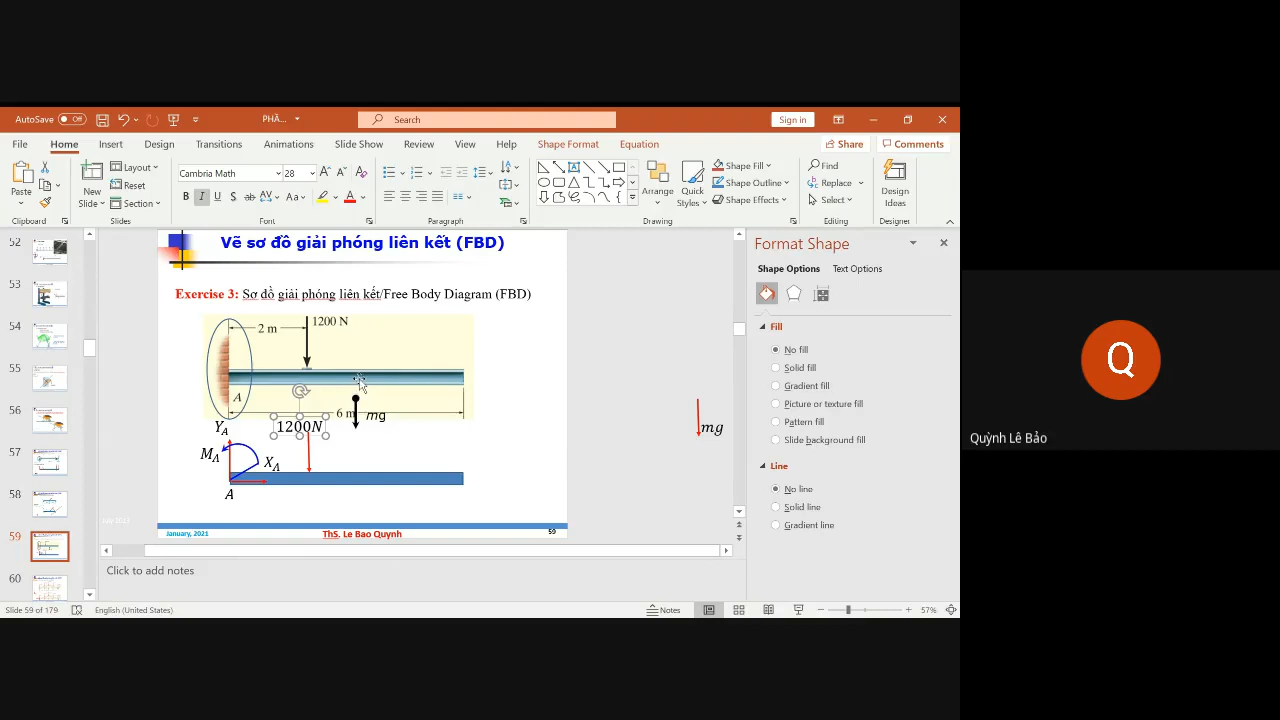 AutoSave Off PHẦ... Search Sign in
File Home Insert Design Transitions Animations Slide Show Review View Help Shape Format Equation Share Comments
Paste New Slide Layout Reset Section Cambria Math 28 Arrange Quick Styles Shape Fill Shape Outline Shape Effects Find Replace Select Design Ideas
Clipboard Slides Font Paragraph Drawing Editing Designer
52
53
54
55
56
57
58
59
60
Vẽ sơ đồ giải phóng liên kết (FBD)
Exercise 3: Sơ đồ giải phóng liên kết/Free Body Diagram (FBD)
1200 N
2 m
A
6 m
mg
Y_A
1200N
M_A
X_A
A
mg
January, 2021 ThS. Le Bao Quynh 59
Click to add notes
Format Shape
Shape Options Text Options
Fill
No fill
Solid fill
Gradient fill
Picture or texture fill
Pattern fill
Slide background fill
Line
No line
Solid line
Gradient line
Slide 59 of 179 English (United States) Notes 57%
Q
Quỳnh Lê Bảo